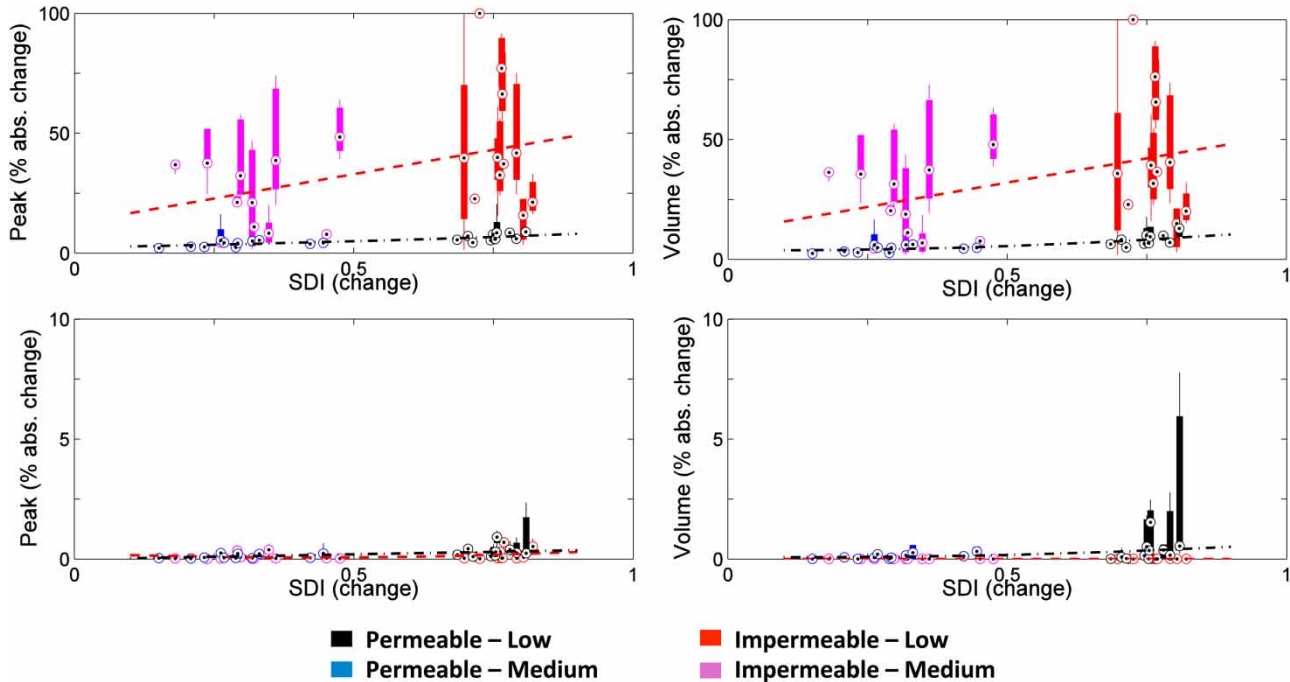 Peak (% abs. change)
100
50
0
0
0.5
1
SDI (change)
Volume (% abs. change)
100
50
0
0
0.5
1
SDI (change)
Peak (% abs. change)
10
5
0
0
0.5
1
SDI (change)
Volume (% abs. change)
10
5
0
0
0.5
1
SDI (change)
Permeable – Low
Impermeable – Low
Permeable – Medium
Impermeable – Medium